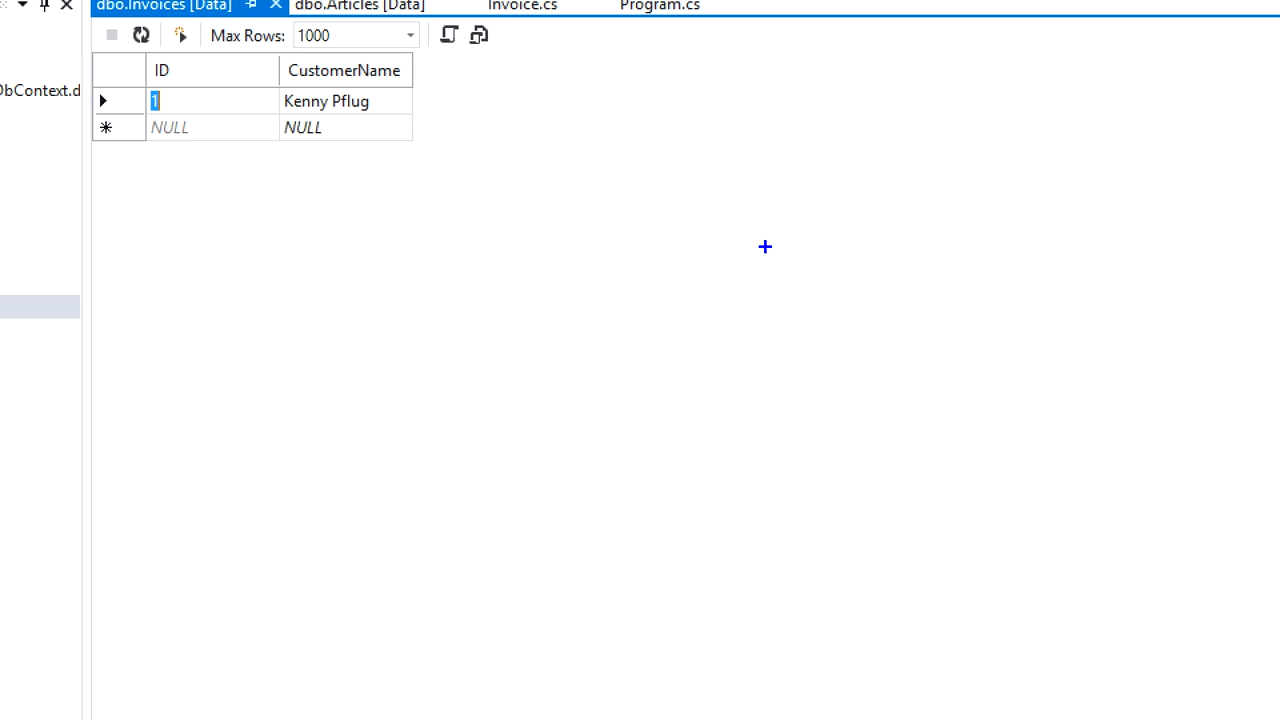 dbo.Invoices [Data] dbo.Articles [Data] Invoice.cs Program.cs
Max Rows: 1000
ID CustomerName
DbContext.d
1 Kenny Pflug
NULL NULL